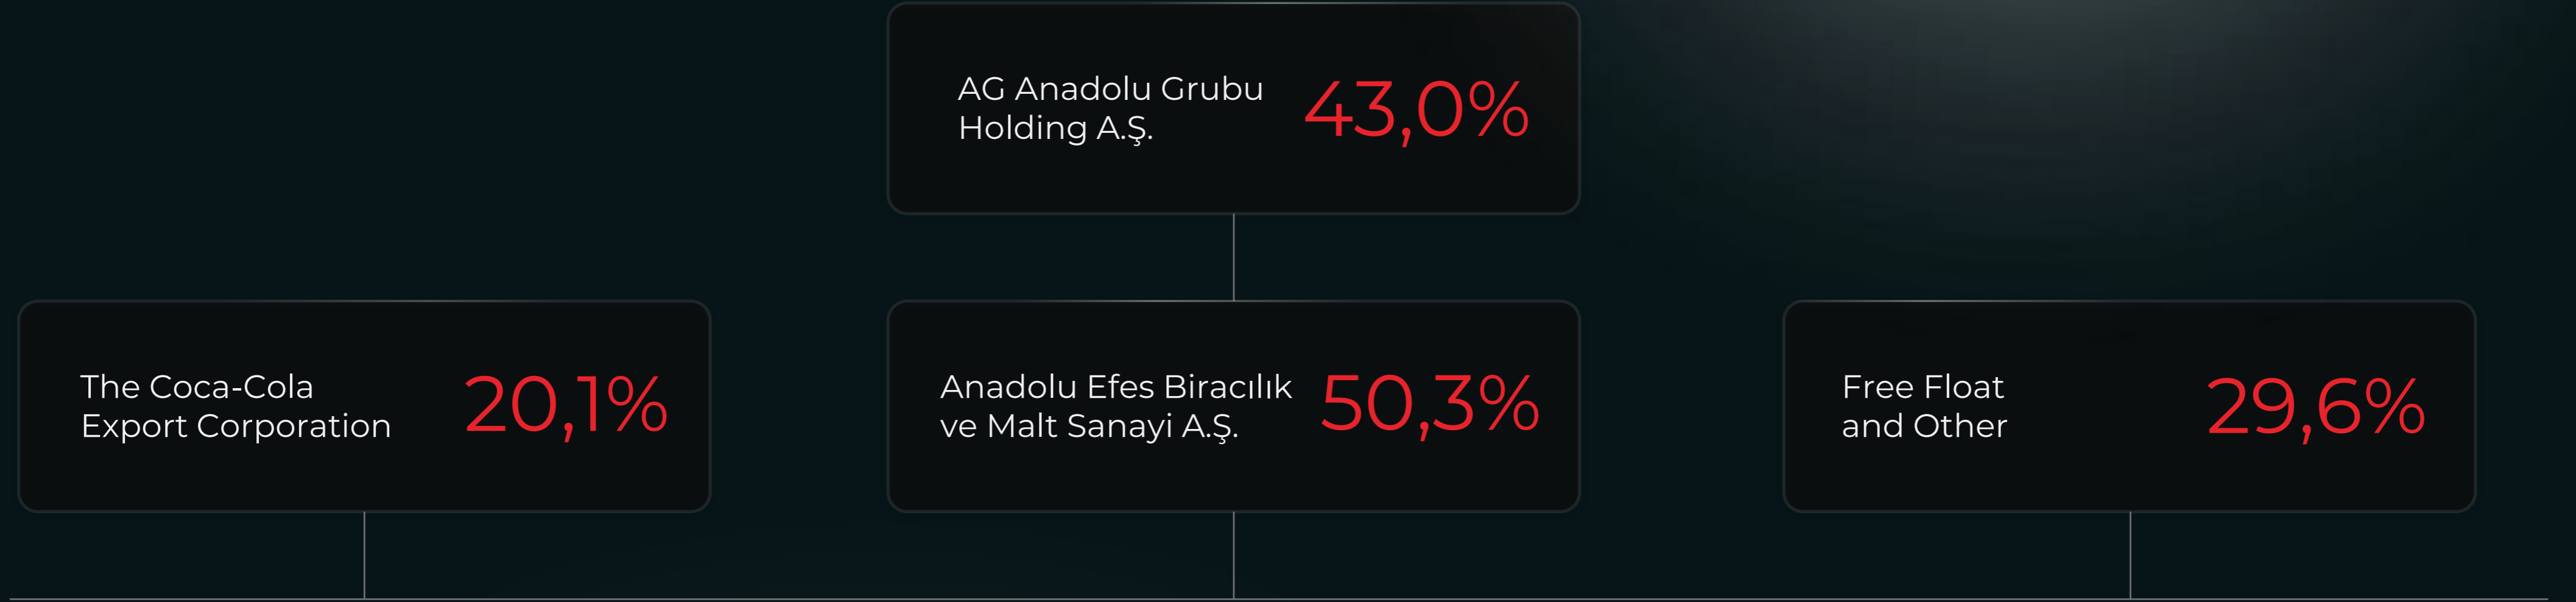 AG Anadolu Grubu
Holding A.Ş.
43,0%
The Coca-Cola
Export Corporation
20,1%
Anadolu Efes Biracılık
ve Malt Sanayi A.Ş.
50,3%
Free Float
and Other
29,6%